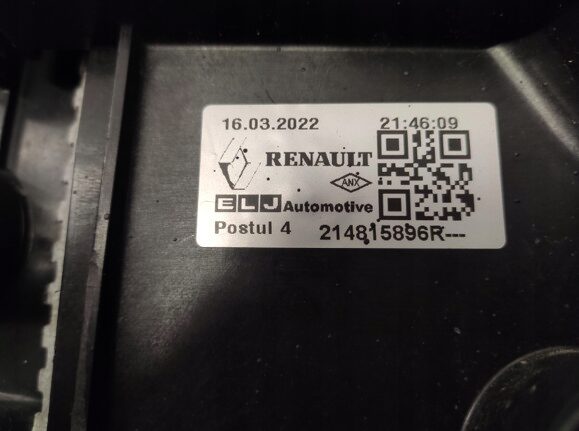 16.03.2022 21:46:09
RENAULT
ANX
ELJ Automotive
Postul 4 214815896R---